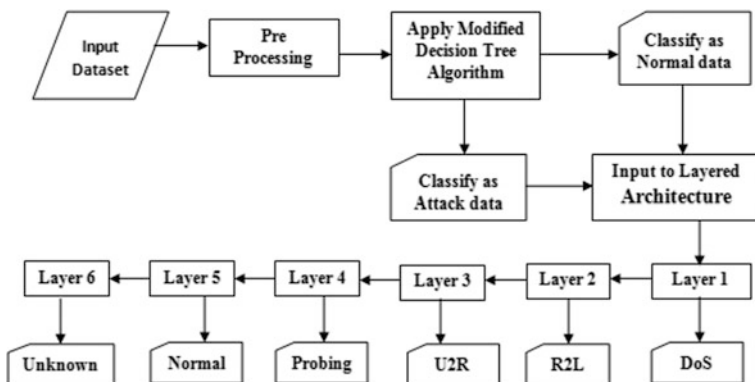 Input
Dataset
Pre
Processing
Apply Modified
Decision Tree
Algorithm
Classify as
Normal data
Classify as
Attack data
Input to Layered
Architecture
Layer 6
Layer 5
Layer 4
Layer 3
Layer 2
Layer 1
Unknown
Normal
Probing
U2R
R2L
DoS